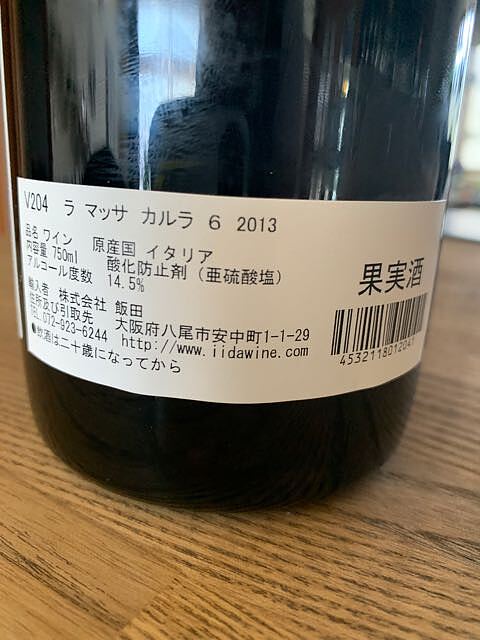 V204 ラ マッサ カルラ 6 2013
品名 ワイン 原産国 イタリア
内容量 750ml 酸化防止剤（亜硫酸塩）
アルコール度数 14.5%
果実酒
輸入者 株式会社 飯田
住所及び引取先 大阪府八尾市安中町1-1-29
TEL 072-923-6244 http://www.iidawine.com
●飲酒は二十歳になってから
4532118012041